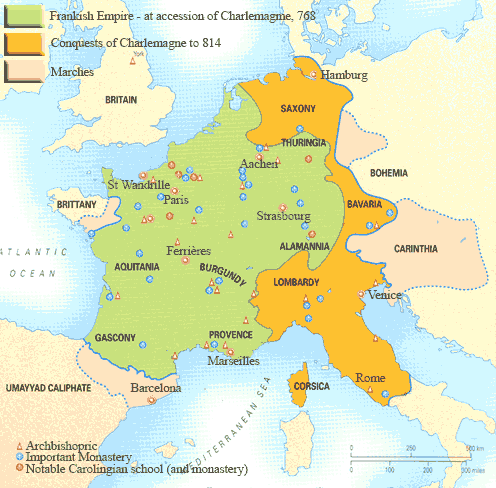 Frankish Empire - at accession of Charlemagne, 768
Conquests of Charlemagne to 814
Marches
York
Hamburg
BRITAIN
SAXONY
THURINGIA
Aachen
BOHEMIA
St Wandrille
Paris
BRITTANY
BAVARIA
Strasbourg
ATLANTIC
OCEAN
Ferrières
ALAMANNIA
CARINTHIA
AQUITANIA
BURGUNDY
LOMBARDY
Venice
GASCONY
PROVENCE
Marseilles
UMAYYAD CALIPHATE
Barcelona
CORSICA
Rome
MEDITERRANEAN SEA
Archbishopric
Important Monastery
Notable Carolingian school (and monastery)
0 500 km
0 300 miles